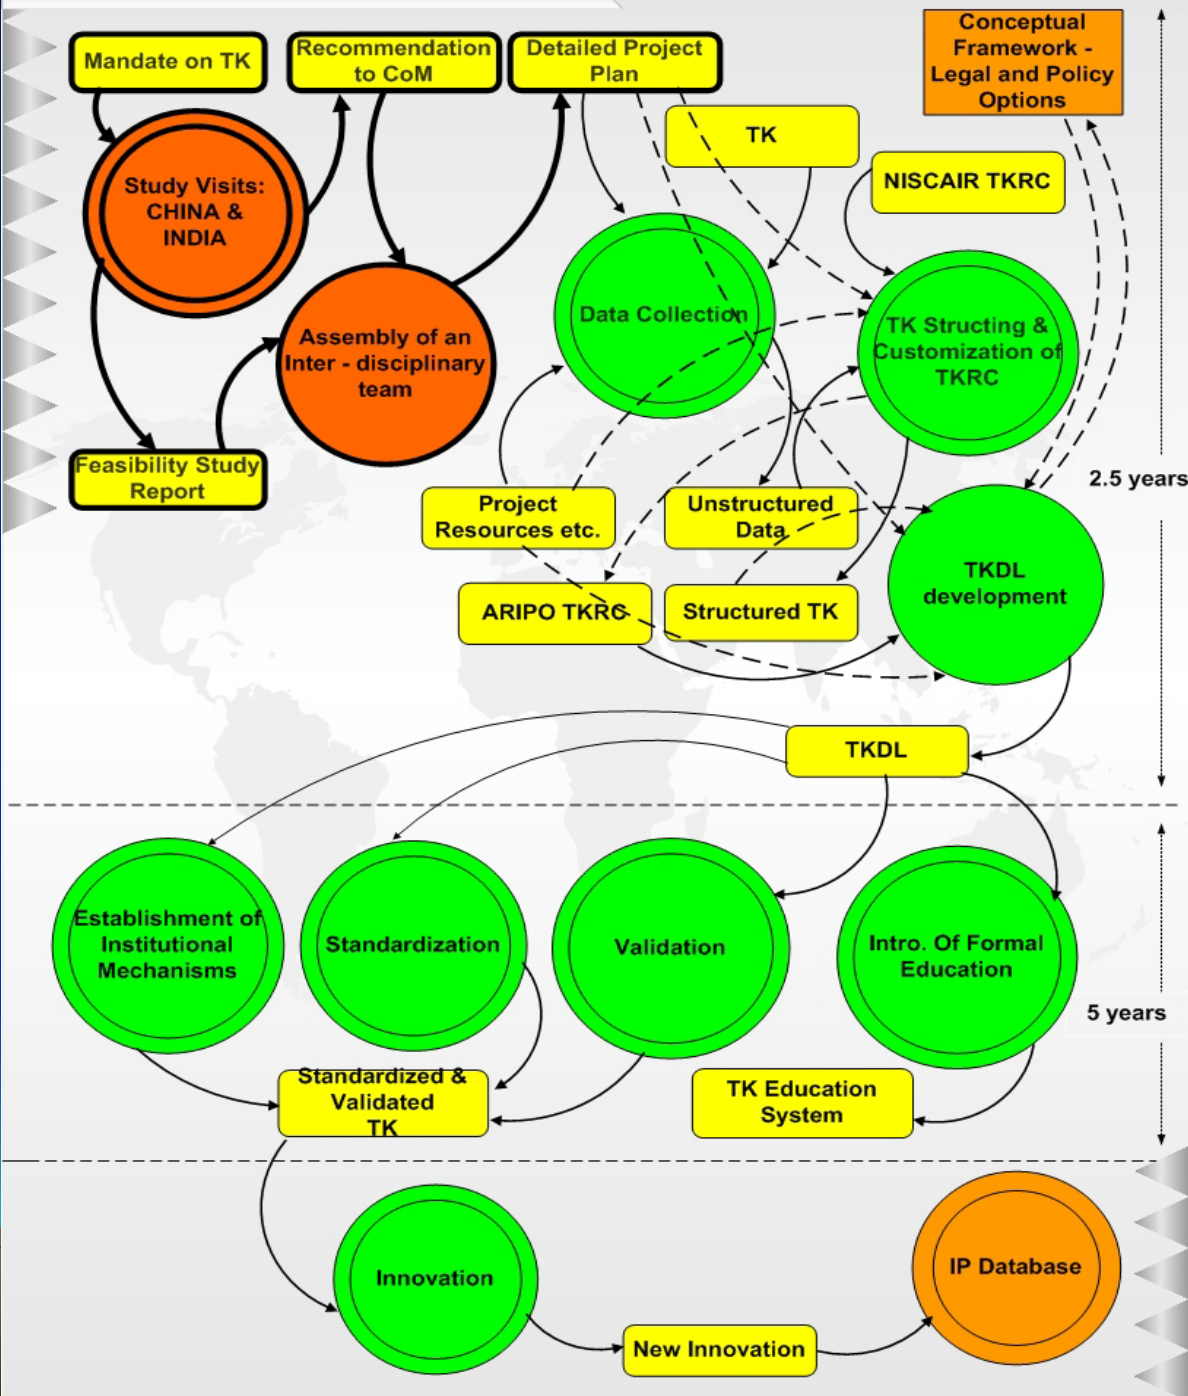 Mandate on TK
Recommendation
to CoM
Detailed Project
Plan
Conceptual
Framework -
Legal and Policy
Options
TK
NISCAIR TKRC
Study Visits:
CHINA &
INDIA
Data Collection
TK Structing &
Customization of
TKRC
Assembly of an
Inter - disciplinary
team
Feasibility Study
Report
2.5 years
Project
Resources etc.
Unstructured
Data
TKDL
development
ARIPO TKRC
Structured TK
TKDL
Establishment of
Institutional
Mechanisms
Standardization
Validation
Intro. Of Formal
Education
5 years
Standardized &
Validated
TK
TK Education
System
Innovation
IP Database
New Innovation